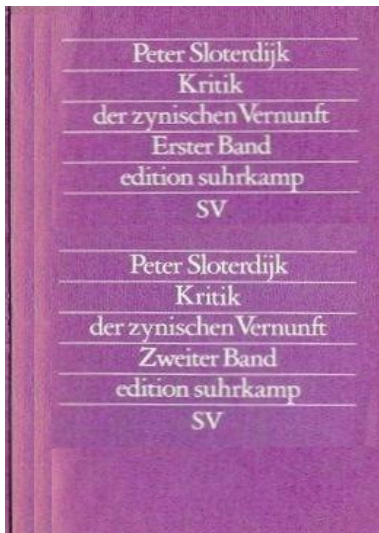 Peter Sloterdijk
Kritik
der zynischen Vernunft
Erster Band
edition suhrkamp
SV
Peter Sloterdijk
Kritik
der zynischen Vernunft
Zweiter Band
edition suhrkamp
SV